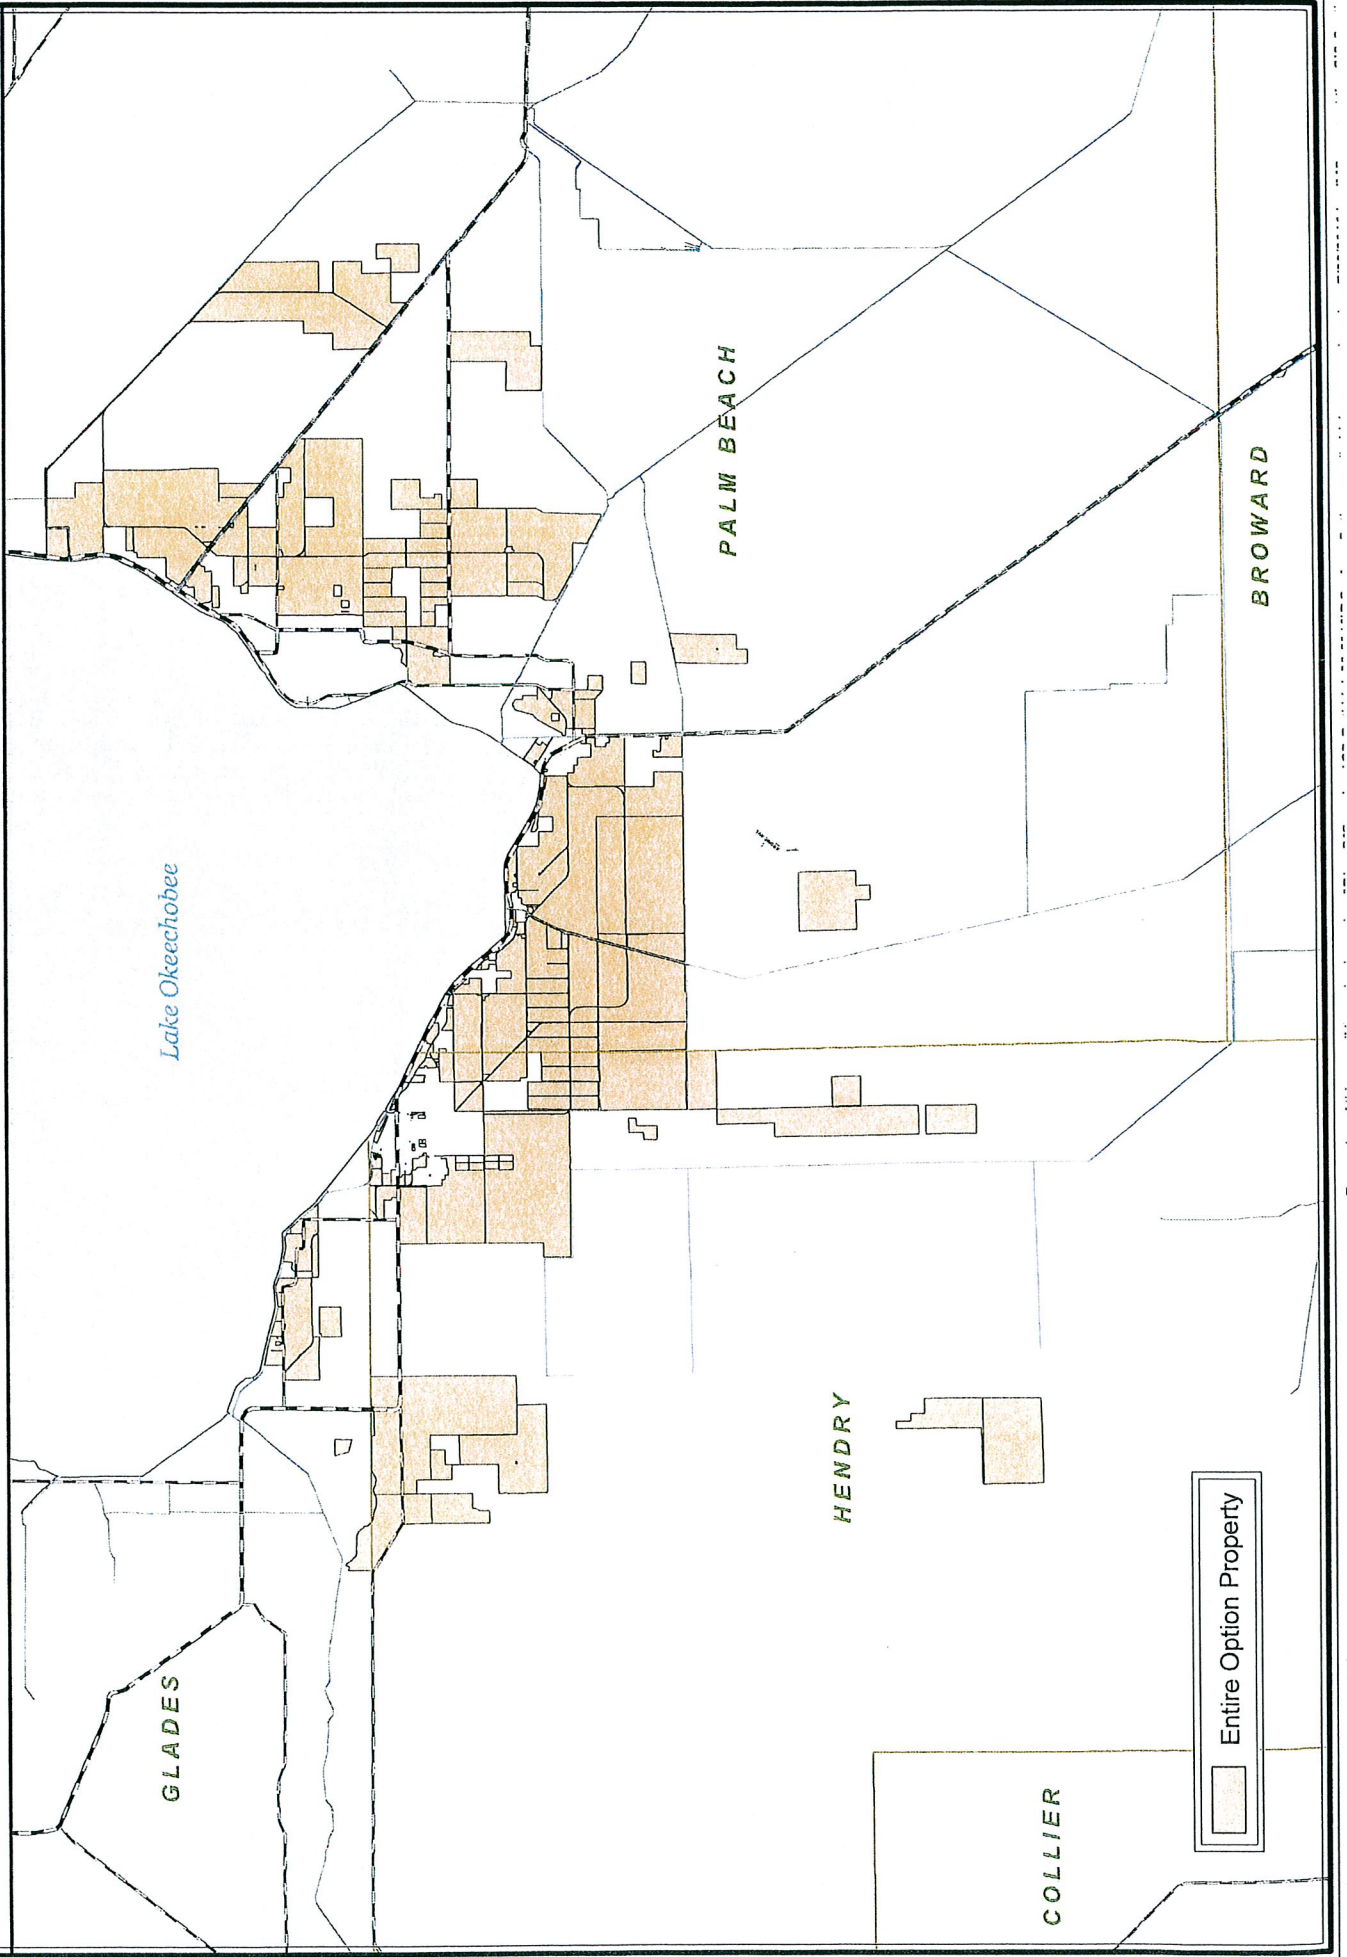 Lake Okeechobee
GLADES
PALM BEACH
HENDRY
BROWARD
COLLIER
Entire Option Property